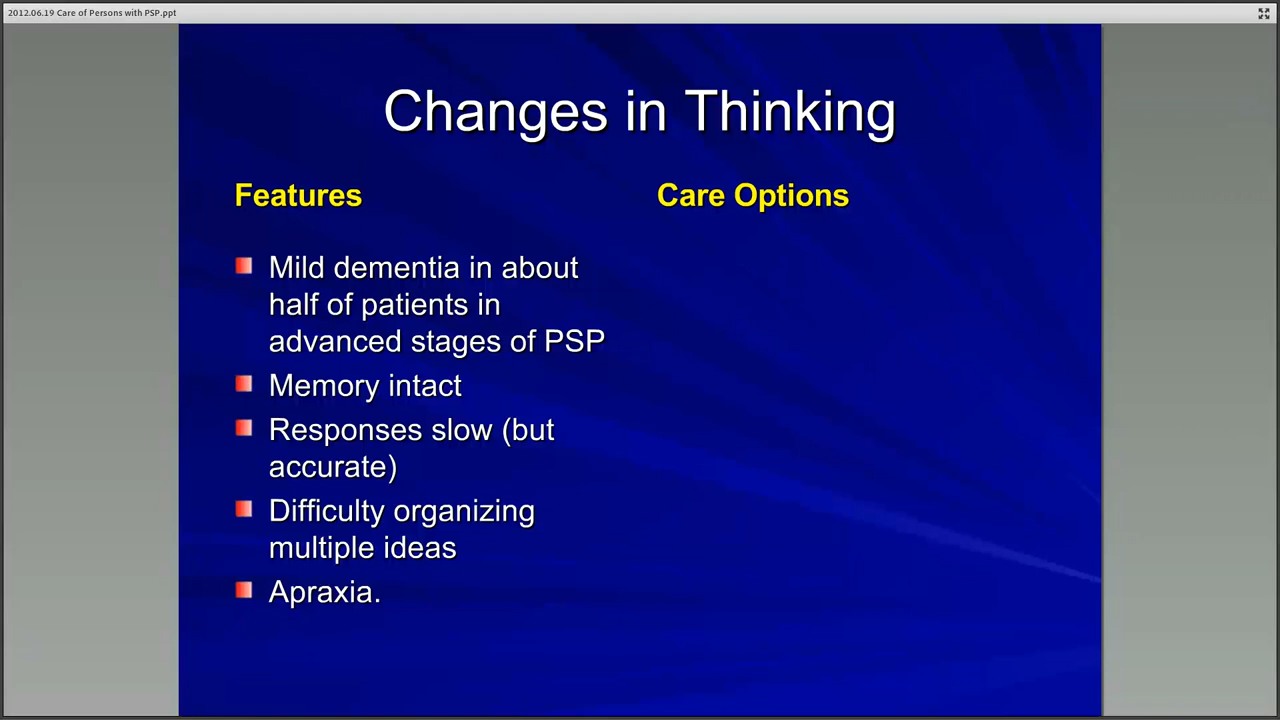 2012.06.19 Care of Persons with PSP.ppt
Changes in Thinking
Features
Care Options
Mild dementia in about
half of patients in
advanced stages of PSP
Memory intact
Responses slow (but
accurate)
Difficulty organizing
multiple ideas
Apraxia.